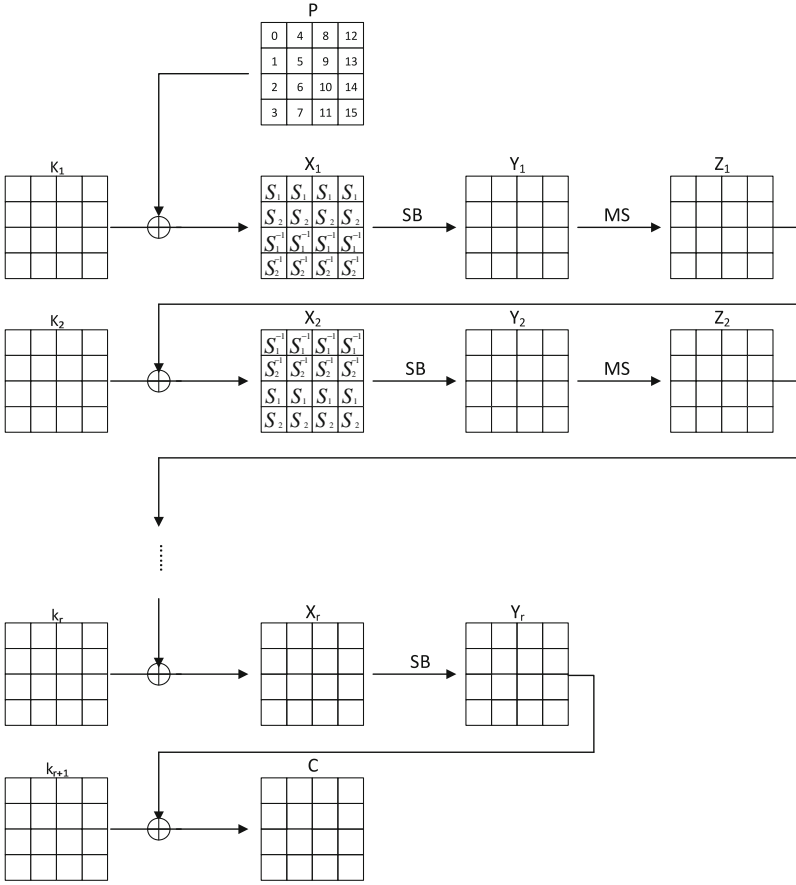 P
0 4 8 12
1 5 9 13
2 6 10 14
3 7 11 15
K₁ X₁ Y₁ Z₁
S₁ S₁ S₁ S₁
S₂ S₂ S₂ S₂
S₁⁻¹ S₁⁻¹ S₁⁻¹ S₁⁻¹
S₂⁻¹ S₂⁻¹ S₂⁻¹ S₂⁻¹
SB MS
K₂ X₂ Y₂ Z₂
S₁⁻¹ S₁⁻¹ S₁⁻¹ S₁⁻¹
S₂⁻¹ S₂⁻¹ S₂⁻¹ S₂⁻¹
S₁ S₁ S₁ S₁
S₂ S₂ S₂ S₂
SB MS
......
kᵣ Xᵣ Yᵣ
SB
kᵣ₊₁ C